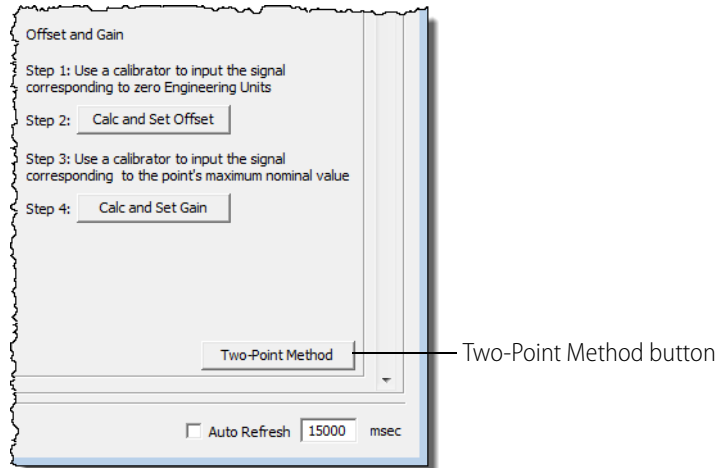 Offset and Gain
Step 1: Use a calibrator to input the signal
corresponding to zero Engineering Units
Step 2: Calc and Set Offset
Step 3: Use a calibrator to input the signal
corresponding to the point's maximum nominal value
Step 4: Calc and Set Gain
Two-Point Method
Two-Point Method button
Auto Refresh 15000 msec